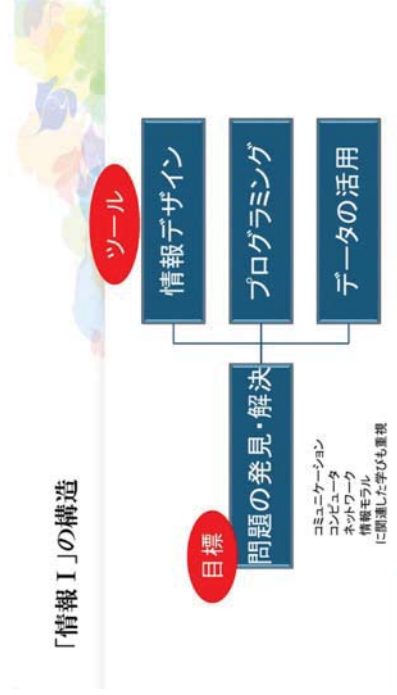 「情報Ⅰ」の構造
目標
ツール
問題の発見・解決
情報デザイン
プログラミング
データの活用
コミュニケーション
コンピュータ
ネットワーク
情報モラル
に関連した学びも重視